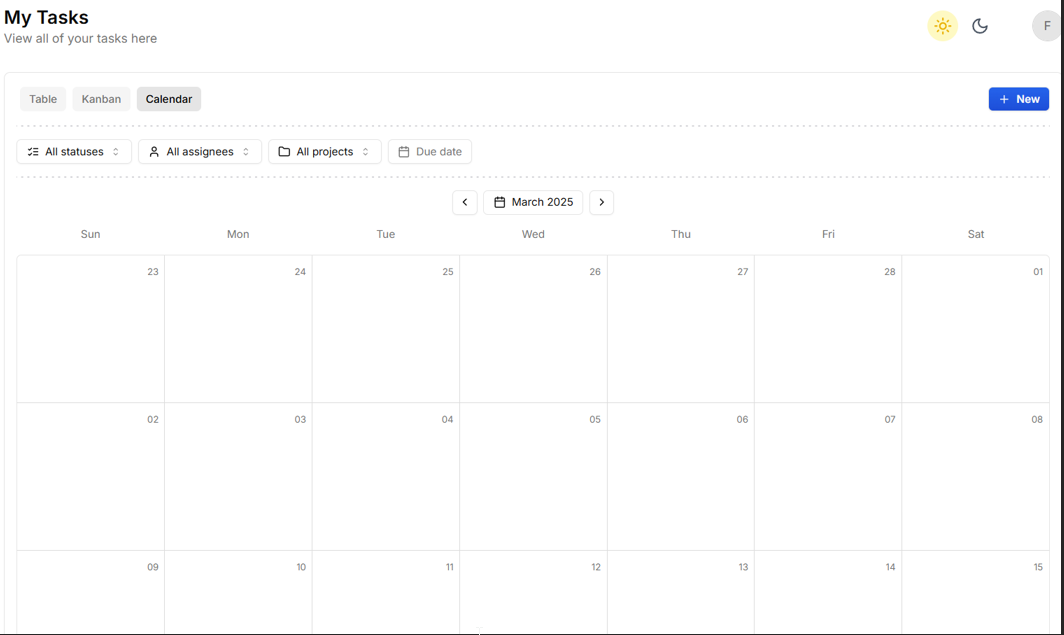 My Tasks
View all of your tasks here
F
Table Kanban Calendar
New
All statuses All assignees All projects Due date
March 2025
Sun Mon Tue Wed Thu Fri Sat
23 24 25 26 27 28 01
02 03 04 05 06 07 08
09 10 11 12 13 14 15